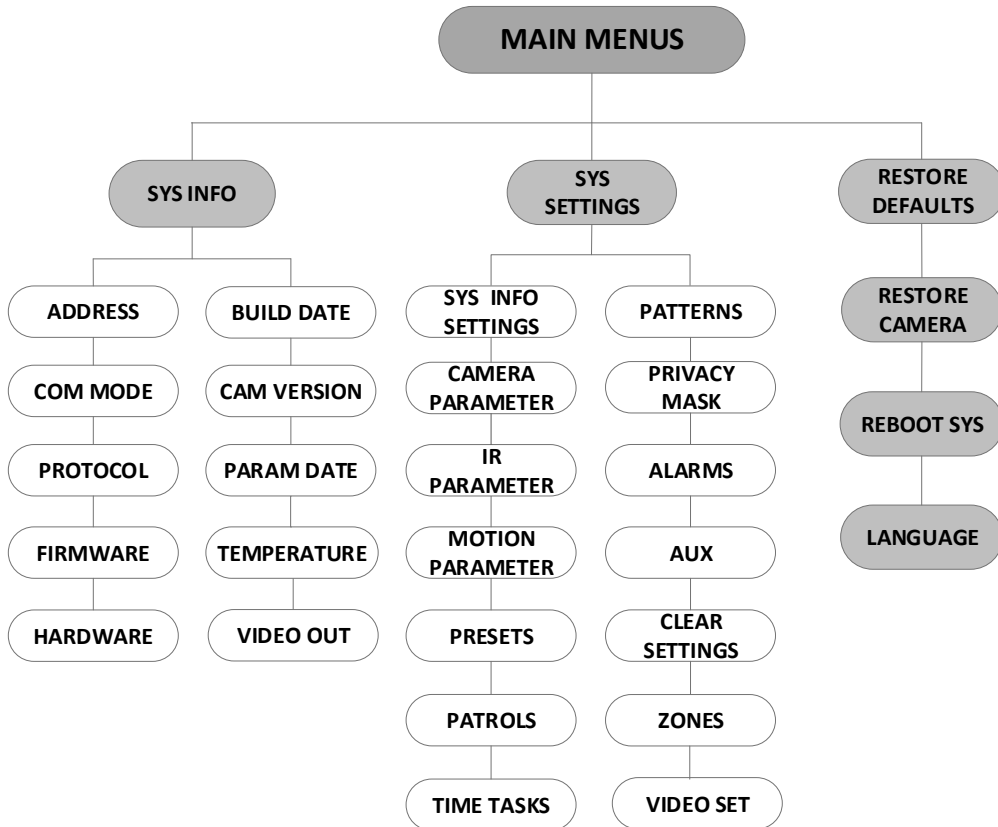 MAIN MENUS
SYS INFO
SYS
SETTINGS
RESTORE
DEFAULTS
RESTORE
CAMERA
REBOOT SYS
LANGUAGE
ADDRESS
COM MODE
PROTOCOL
FIRMWARE
HARDWARE
BUILD DATE
CAM VERSION
PARAM DATE
TEMPERATURE
VIDEO OUT
SYS INFO
SETTINGS
CAMERA
PARAMETER
IR
PARAMETER
MOTION
PARAMETER
PRESETS
PATROLS
TIME TASKS
PATTERNS
PRIVACY
MASK
ALARMS
AUX
CLEAR
SETTINGS
ZONES
VIDEO SET